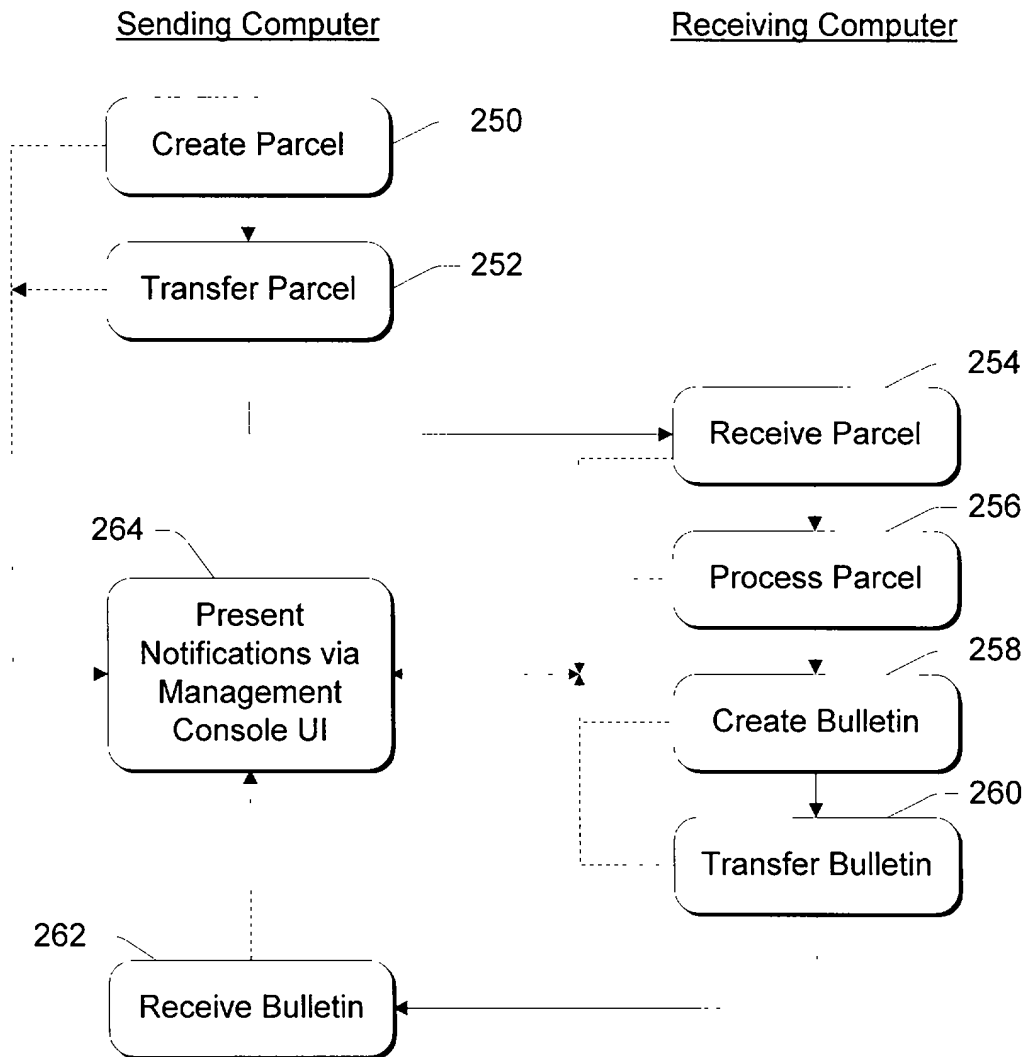 Sending Computer
Receiving Computer
Create Parcel
250
Transfer Parcel
252
254
Receive Parcel
256
Process Parcel
264
Present
Notifications via
Management
Console UI
258
Create Bulletin
260
Transfer Bulletin
262
Receive Bulletin